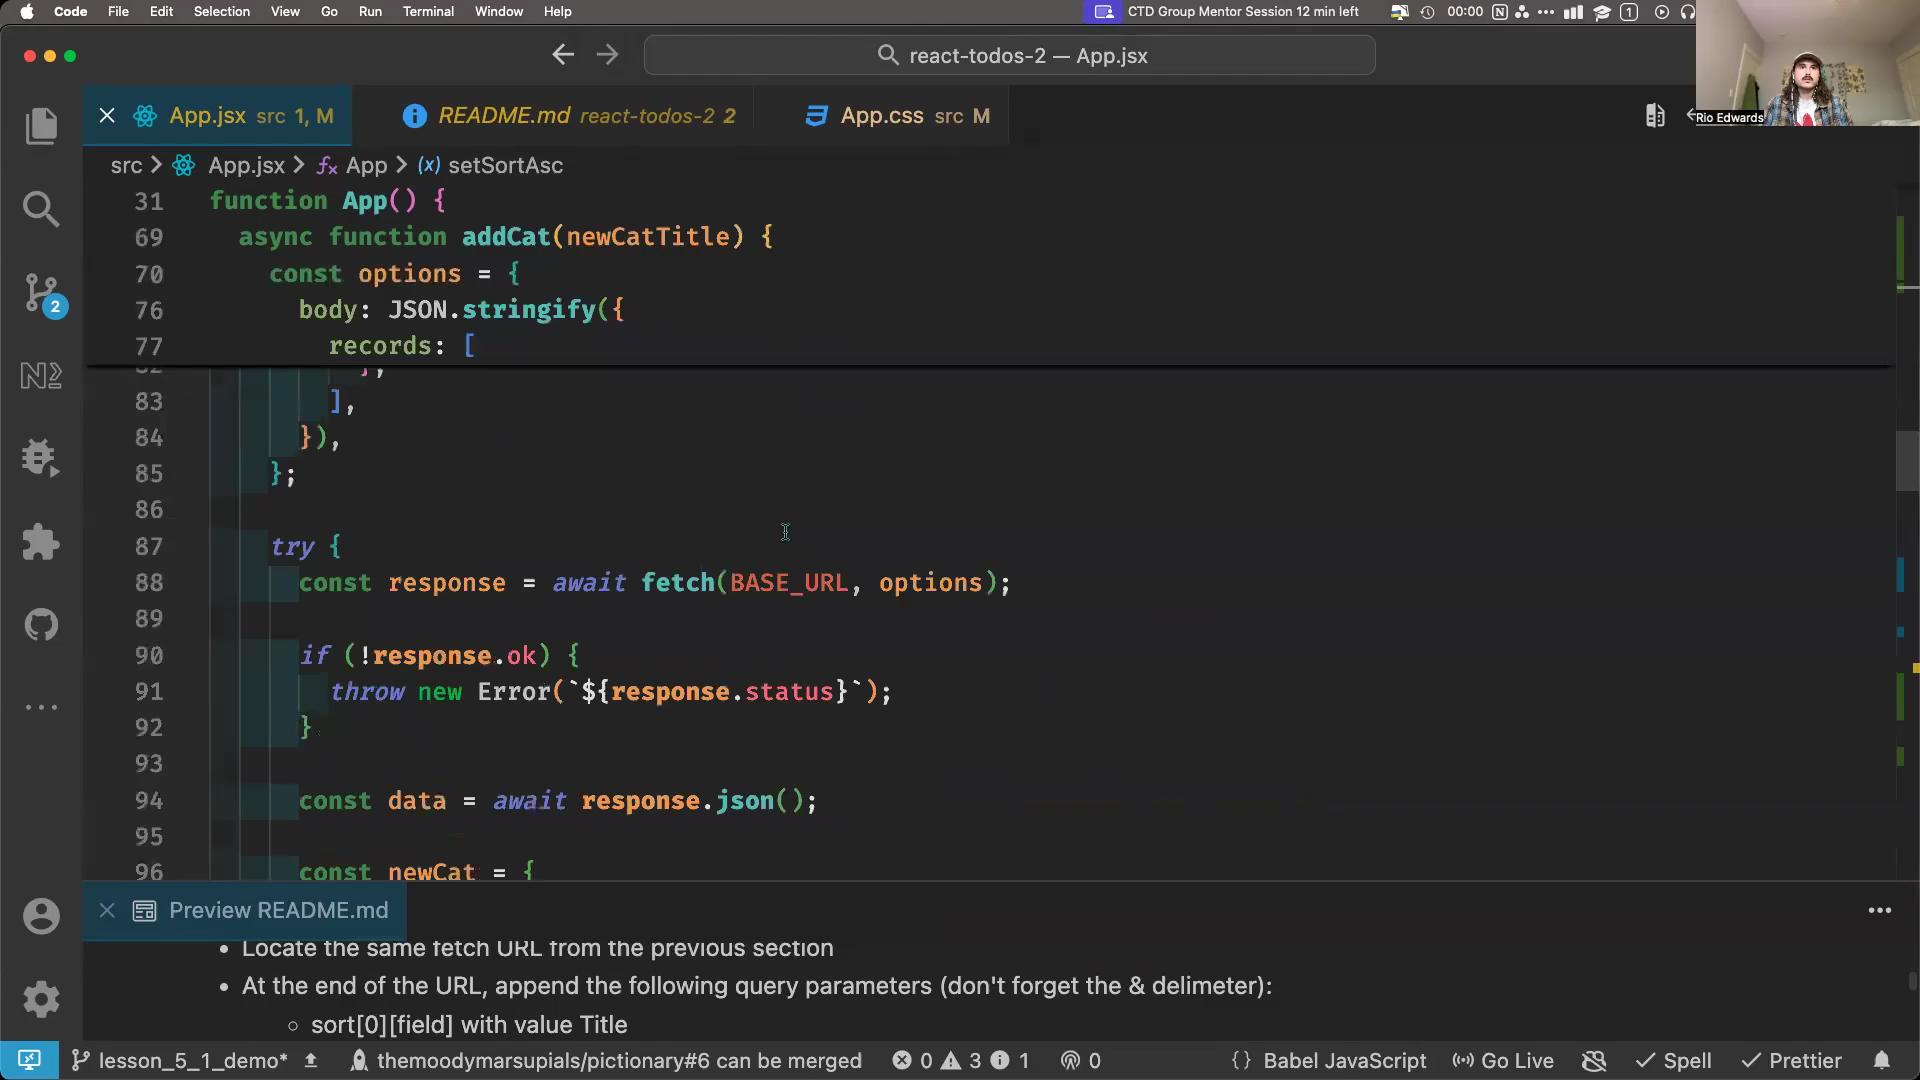 Code File Edit Selection View Go Run Terminal Window Help
CTD Group Mentor Session 12 min left
00:00
1
react-todos-2 — App.jsx
Rio Edwards
App.jsx src 1, M
README.md react-todos-2 2
App.css src M
src > App.jsx > App > setSortAsc
31 function App() {
69 async function addCat(newCatTitle) {
70 const options = {
76 body: JSON.stringify({
77 records: [
82 },
83 ],
84 }),
85 };
86
87 try {
88 const response = await fetch(BASE_URL, options);
89
90 if (!response.ok) {
91 throw new Error(`${response.status}`);
92 }
93
94 const data = await response.json();
95
96 const newCat = {
2
Preview README.md
• Locate the same fetch URL from the previous section
• At the end of the URL, append the following query parameters (don't forget the & delimeter):
◦ sort[0][field] with value Title
lesson_5_1_demo* themoodymarsupials/pictionary#6 can be merged 0 3 1 0 {} Babel JavaScript Go Live Spell Prettier